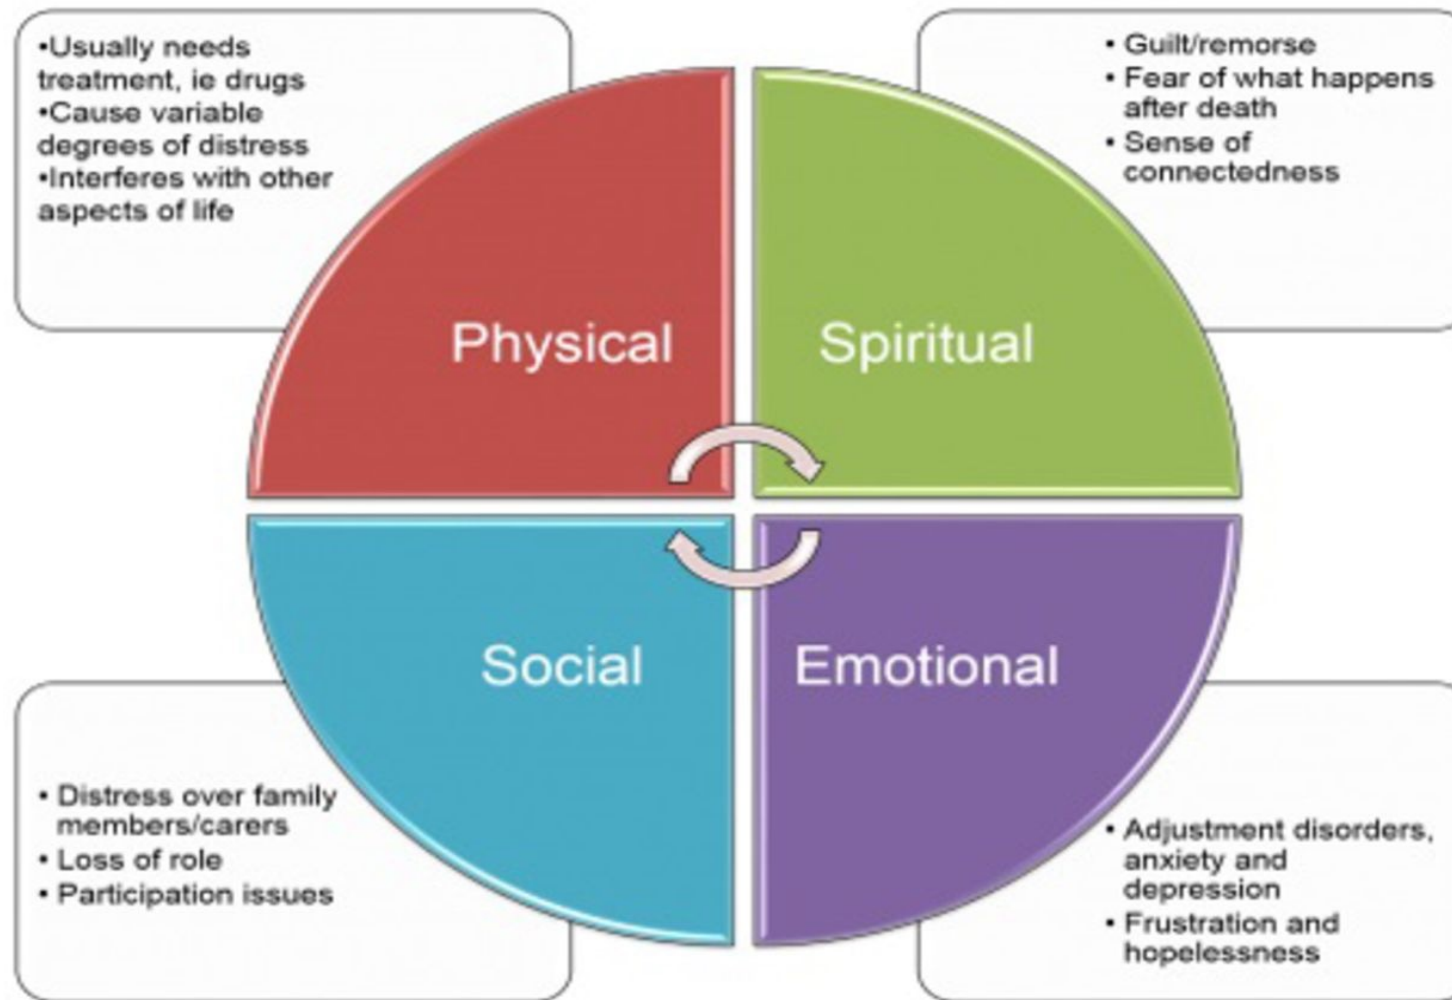 •Usually needs
treatment, ie drugs
•Cause variable
degrees of distress
•Interferes with other
aspects of life
• Guilt/remorse
• Fear of what happens
after death
• Sense of
connectedness
Physical
Spiritual
Social
Emotional
• Distress over family
members/carers
• Loss of role
• Participation issues
• Adjustment disorders,
anxiety and
depression
• Frustration and
hopelessness